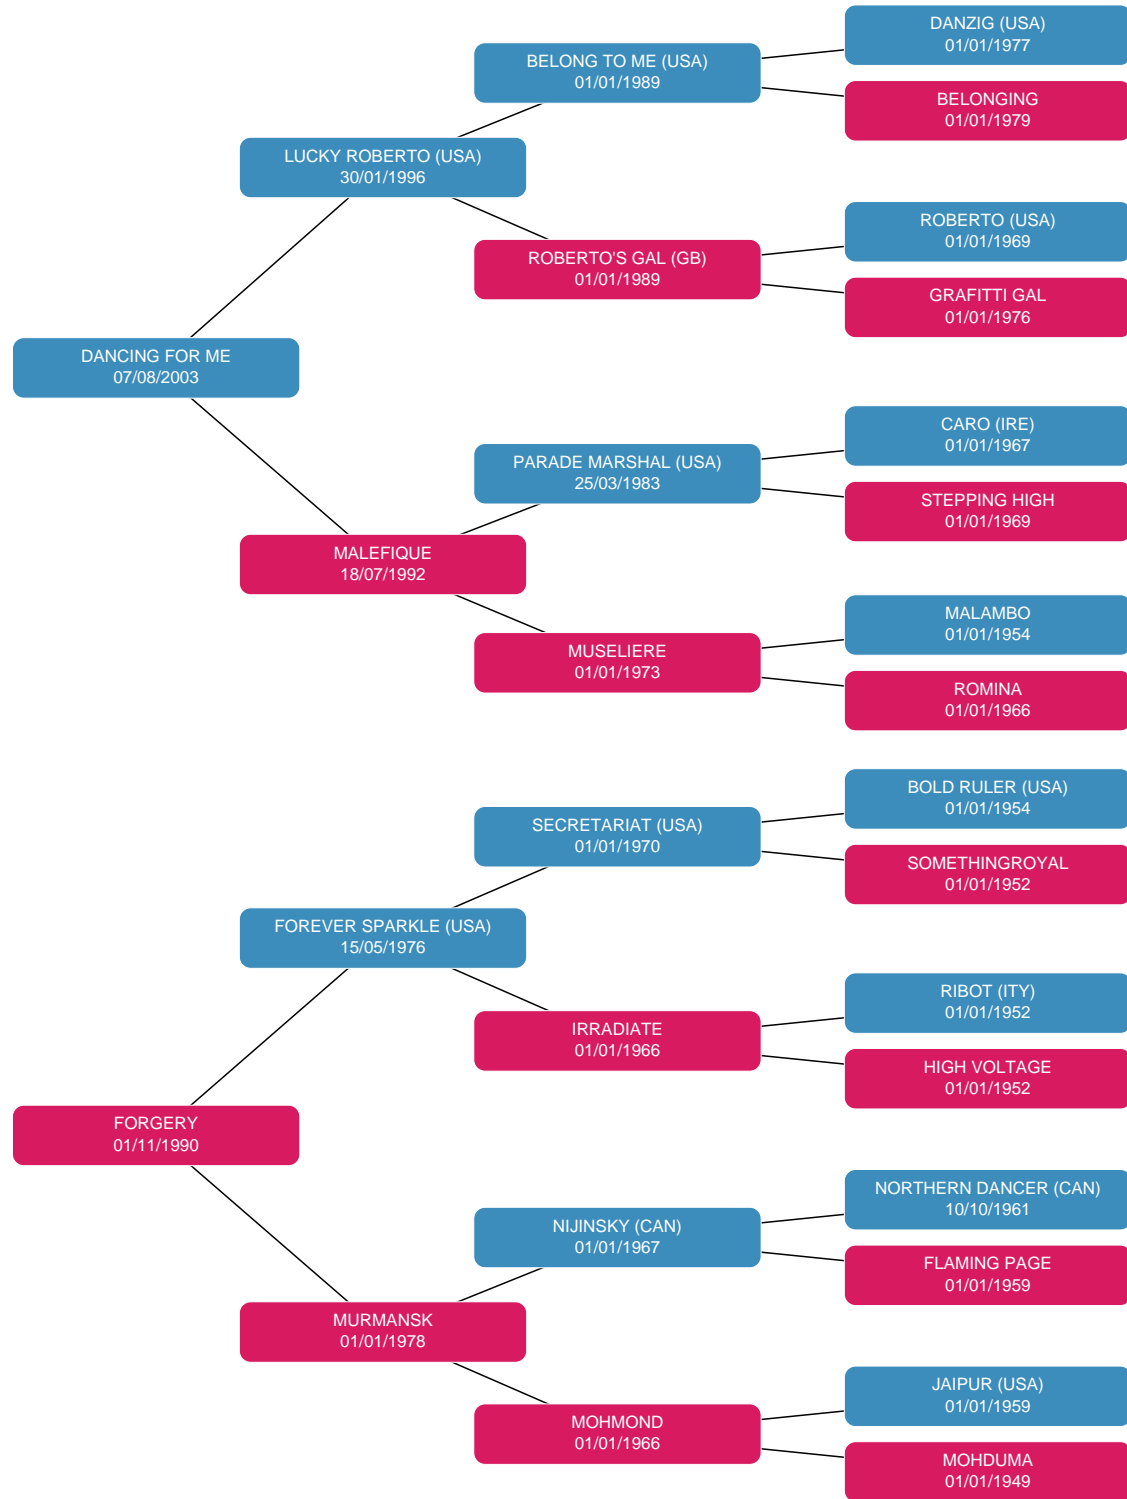 DANZIG (USA)
01/01/1977
BELONG TO ME (USA)
01/01/1989
BELONGING
01/01/1979
LUCKY ROBERTO (USA)
30/01/1996
ROBERTO (USA)
01/01/1969
ROBERTO'S GAL (GB)
01/01/1989
GRAFITTI GAL
01/01/1976
DANCING FOR ME
07/08/2003
CARO (IRE)
01/01/1967
PARADE MARSHAL (USA)
25/03/1983
STEPPING HIGH
01/01/1969
MALEFIQUE
18/07/1992
MALAMBO
01/01/1954
MUSELIERE
01/01/1973
ROMINA
01/01/1966
BOLD RULER (USA)
01/01/1954
SECRETARIAT (USA)
01/01/1970
SOMETHINGROYAL
01/01/1952
FOREVER SPARKLE (USA)
15/05/1976
RIBOT (ITY)
01/01/1952
IRRADIATE
01/01/1966
HIGH VOLTAGE
01/01/1952
FORGERY
01/11/1990
NORTHERN DANCER (CAN)
10/10/1961
NIJINSKY (CAN)
01/01/1967
FLAMING PAGE
01/01/1959
MURMANSK
01/01/1978
JAIPUR (USA)
01/01/1959
MOHMOND
01/01/1966
MOHDUMA
01/01/1949